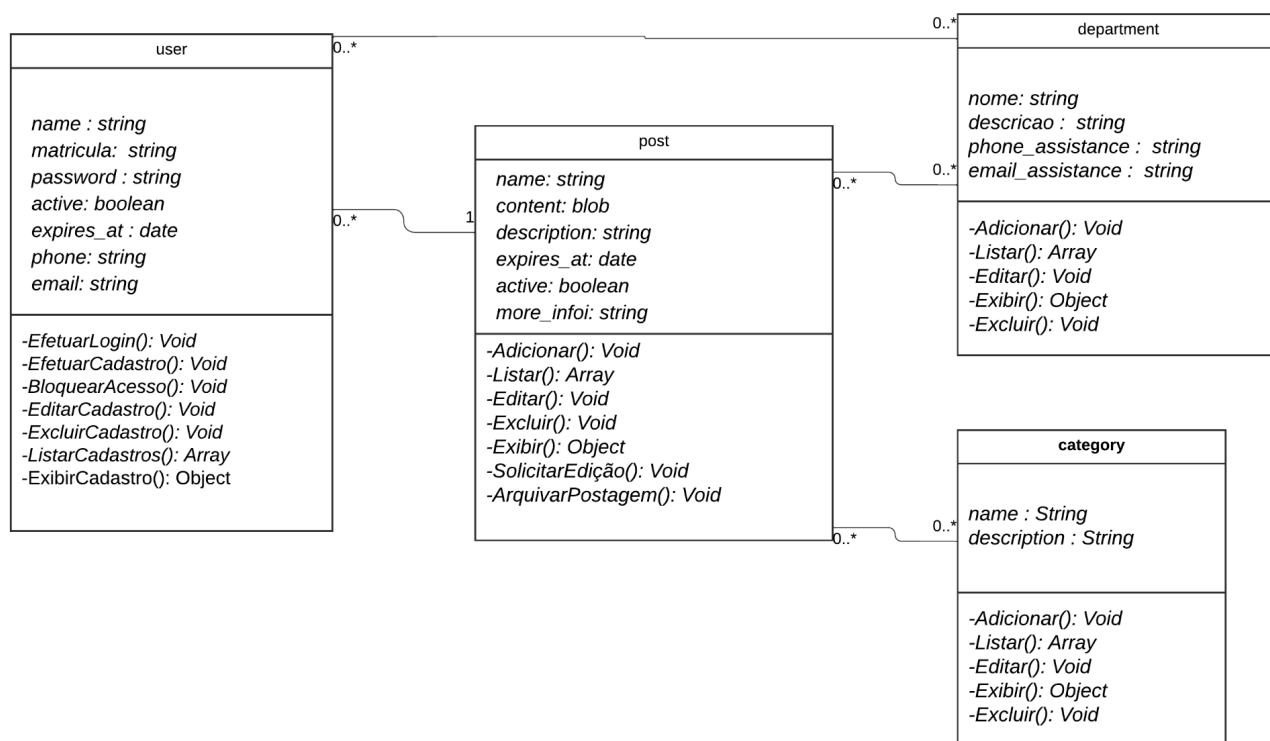 user
name : string
matricula: string
password : string
active: boolean
expires_at : date
phone: string
email: string
-EfetuarLogin(): Void
-EfetuarCadastro(): Void
-BloquearAcesso(): Void
-EditarCadastro(): Void
-ExcluirCadastro(): Void
-ListarCadastros(): Array
-ExibirCadastro(): Object
0..*
0..*
0..*
1
post
name: string
content: blob
description: string
expires_at: date
active: boolean
more_infoi: string
-Adicionar(): Void
-Listar(): Array
-Editar(): Void
-Excluir(): Void
-Exibir(): Object
-SolicitarEdição(): Void
-ArquivarPostagem(): Void
0..*
0..*
0..*
0..*
department
nome: string
descricao : string
phone_assistance : string
email_assistance : string
-Adicionar(): Void
-Listar(): Array
-Editar(): Void
-Exibir(): Object
-Excluir(): Void
category
name : String
description : String
-Adicionar(): Void
-Listar(): Array
-Editar(): Void
-Exibir(): Object
-Excluir(): Void